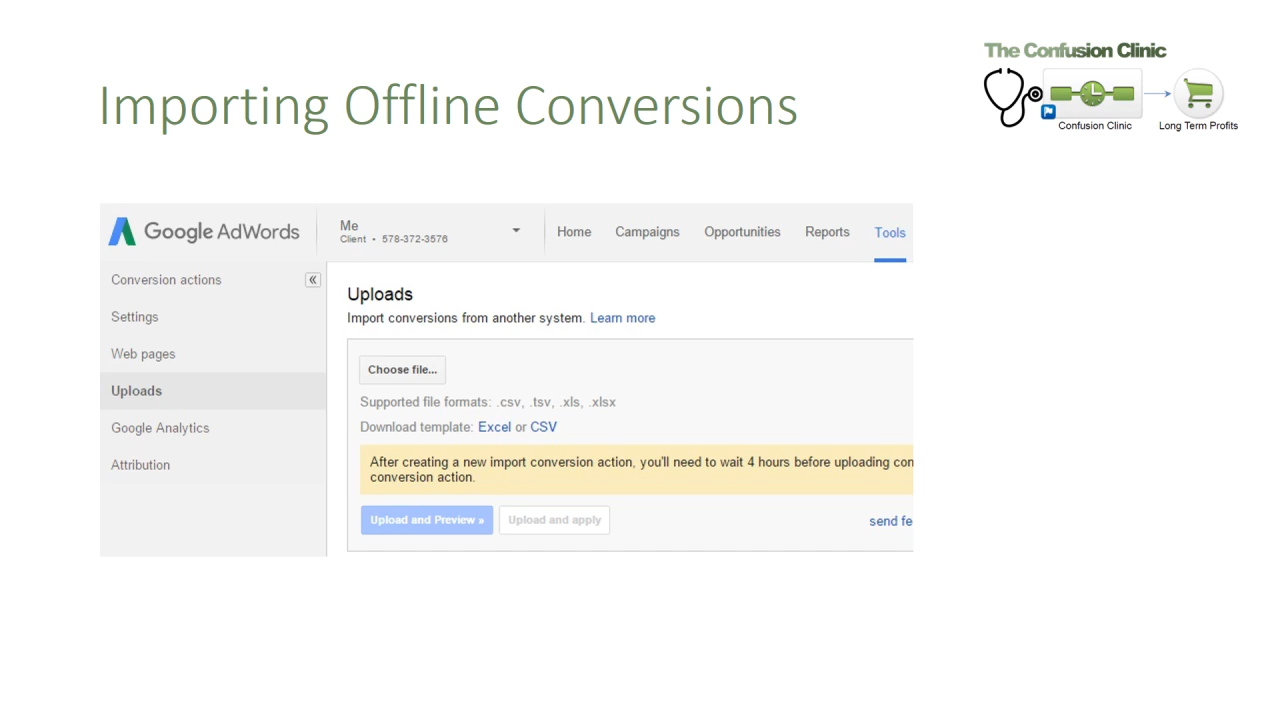 The Confusion Clinic
Importing Offline Conversions
Confusion Clinic
Long Term Profits
Google AdWords
Me
Client • 578-372-3576
Home
Campaigns
Opportunities
Reports
Tools
Conversion actions
Settings
Web pages
Uploads
Google Analytics
Attribution
Uploads
Import conversions from another system. Learn more
Choose file...
Supported file formats: .csv, .tsv, .xls, .xlsx
Download template: Excel or CSV
After creating a new import conversion action, you'll need to wait 4 hours before uploading con
conversion action.
Upload and Preview »
Upload and apply
send fe